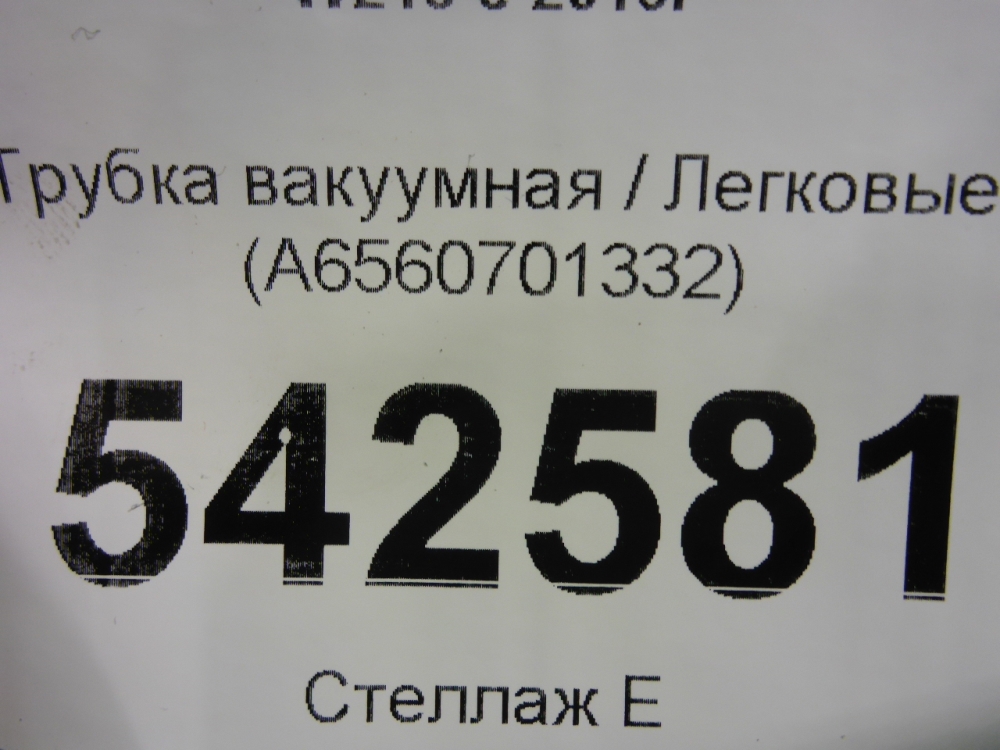 Трубка вакуумная / Легковые
(A6560701332)
542581
Стеллаж E